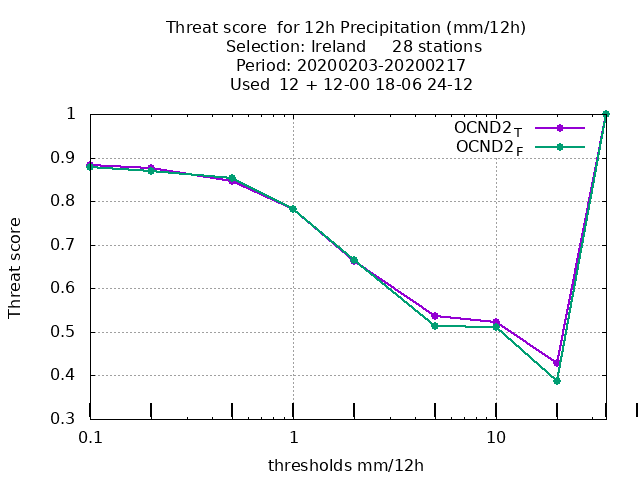 Threat score  for 12h Precipitation (mm/12h)
Selection: Ireland     28 stations
Period: 20200203-20200217
Used  12 + 12-00 18-06 24-12
OCND2T
OCND2F
1
0.9
0.8
0.7
0.6
0.5
0.4
0.3
Threat score
0.1 1 10
thresholds mm/12h